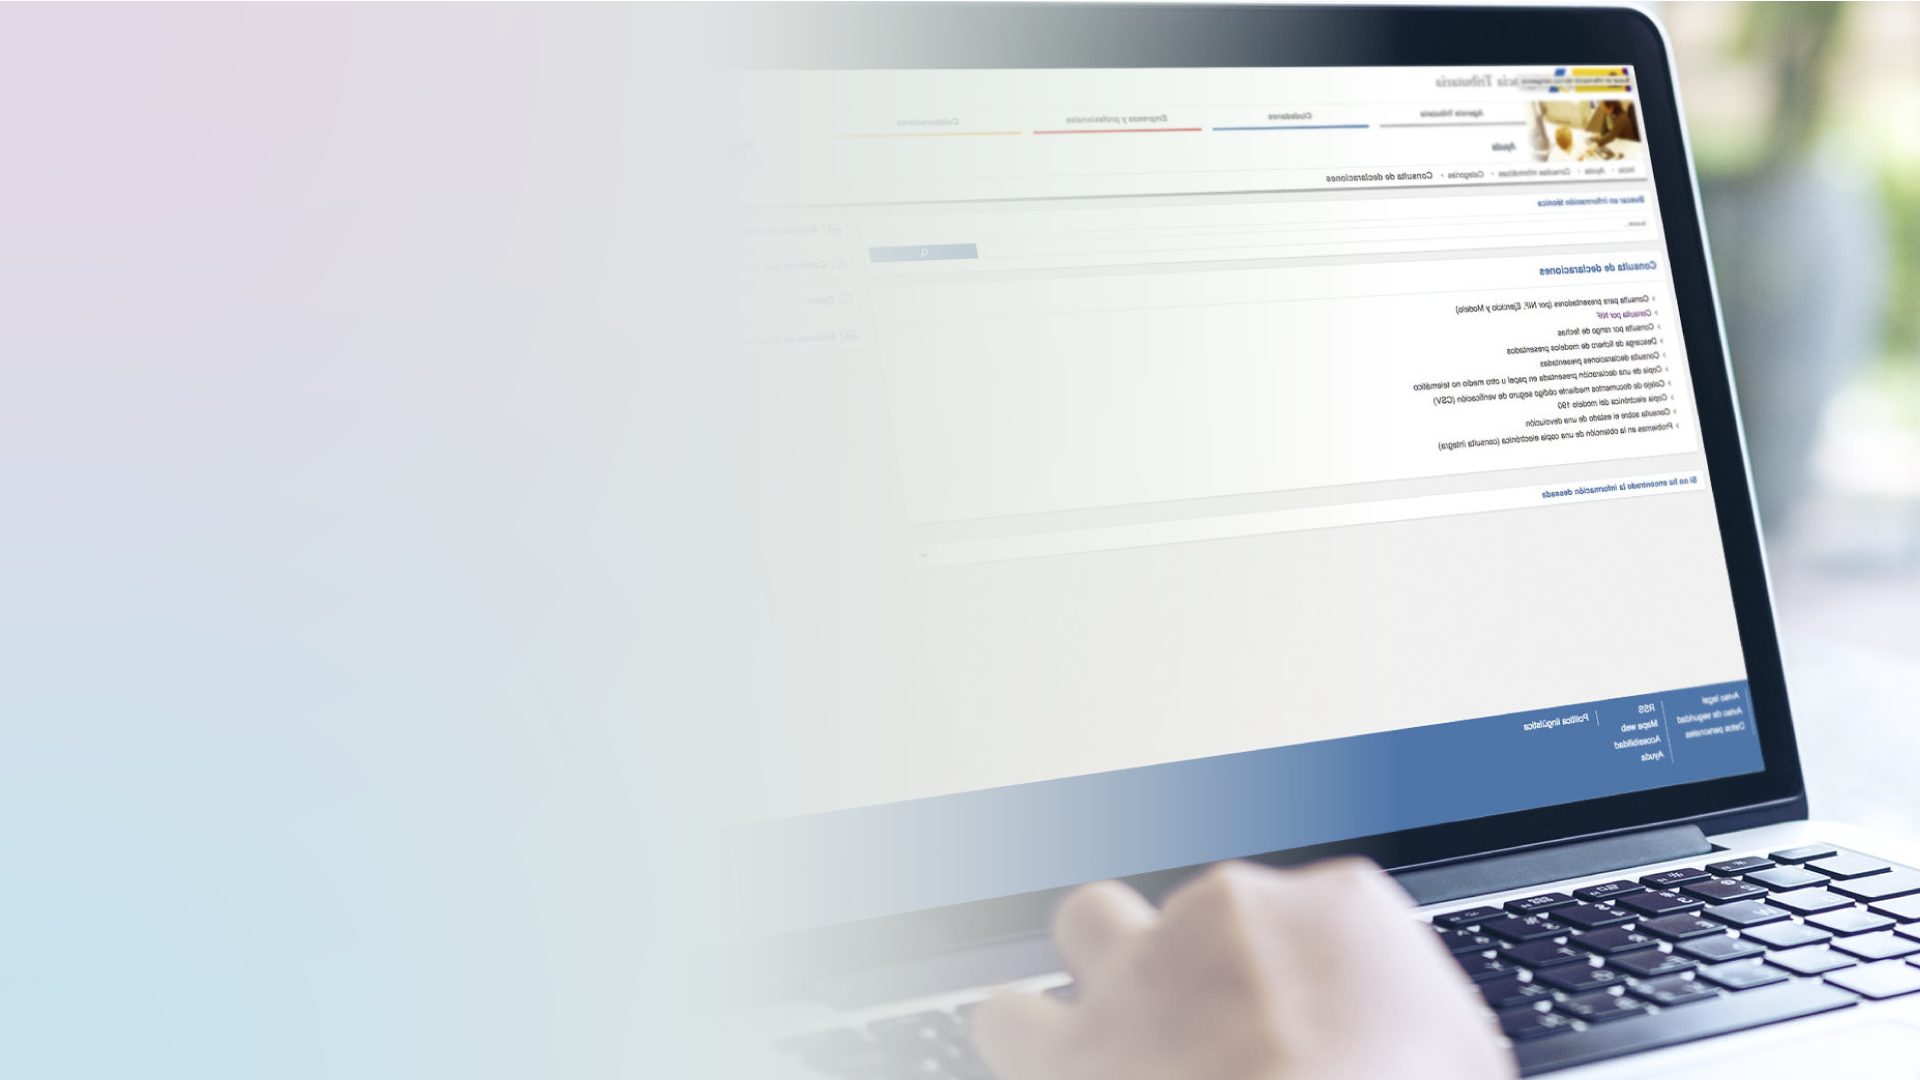 Agencia Tributaria
Agencia Tributaria
Ciudadanos
Empresas y profesionales
Colaboradores
Ayuda
Inicio › Ayuda › Consultas informáticas › Categorías › Consulta de declaraciones
Buscar en información técnica
buscar...
Consulta de declaraciones
› Consulta para presentadores (por NIF, Ejercicio y Modelo)
› Consulta por NIF
› Consulta por rango de fechas
› Descarga de fichero de modelos presentados
› Consulta declaraciones presentadas
› Copia de una declaración presentada en papel u otro medio no telemático
› Cotejo de documentos mediante código seguro de verificación (CSV)
› Copia electrónica del modelo 190
› Consulta sobre el estado de una devolución
› Problemas en la obtención de una copia electrónica (consulta íntegra)
Opine
Si no ha encontrado la información deseada
Aviso legal
Aviso de seguridad
Datos personales
RSS
Mapa web
Accesibilidad
Ayuda
Política lingüística